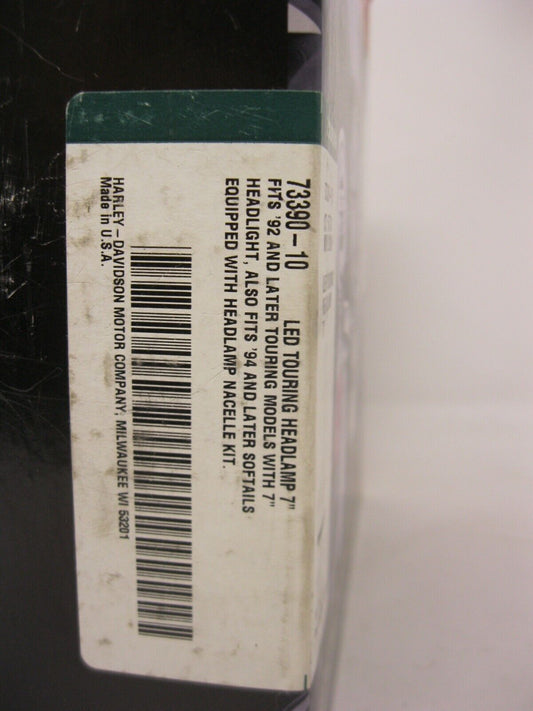 73390-10 LED TOURING HEADLAMP 7"
FITS '92 AND LATER TOURING MODELS WITH 7"
HEADLIGHT, ALSO FITS '94 AND LATER SOFTAILS
EQUIPPED WITH HEADLAMP NACELLE KIT.
HARLEY-DAVIDSON MOTOR COMPANY, MILWAUKEE WI 53201
Made in U.S.A.